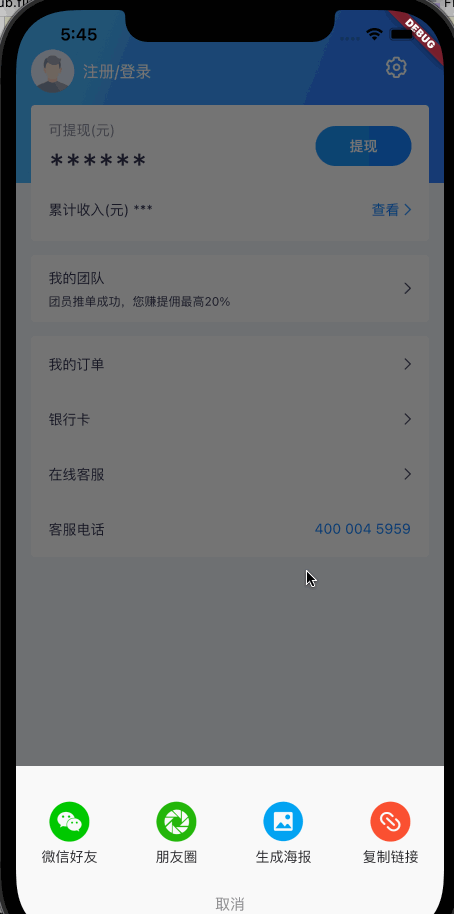 5:45
DEBUG
注册/登录
可提现(元)
******
提现
累计收入(元) ***
查看
我的团队
团员推单成功，您赚提佣最高20%
我的订单
银行卡
在线客服
客服电话
400 004 5959
微信好友
朋友圈
生成海报
复制链接
取消